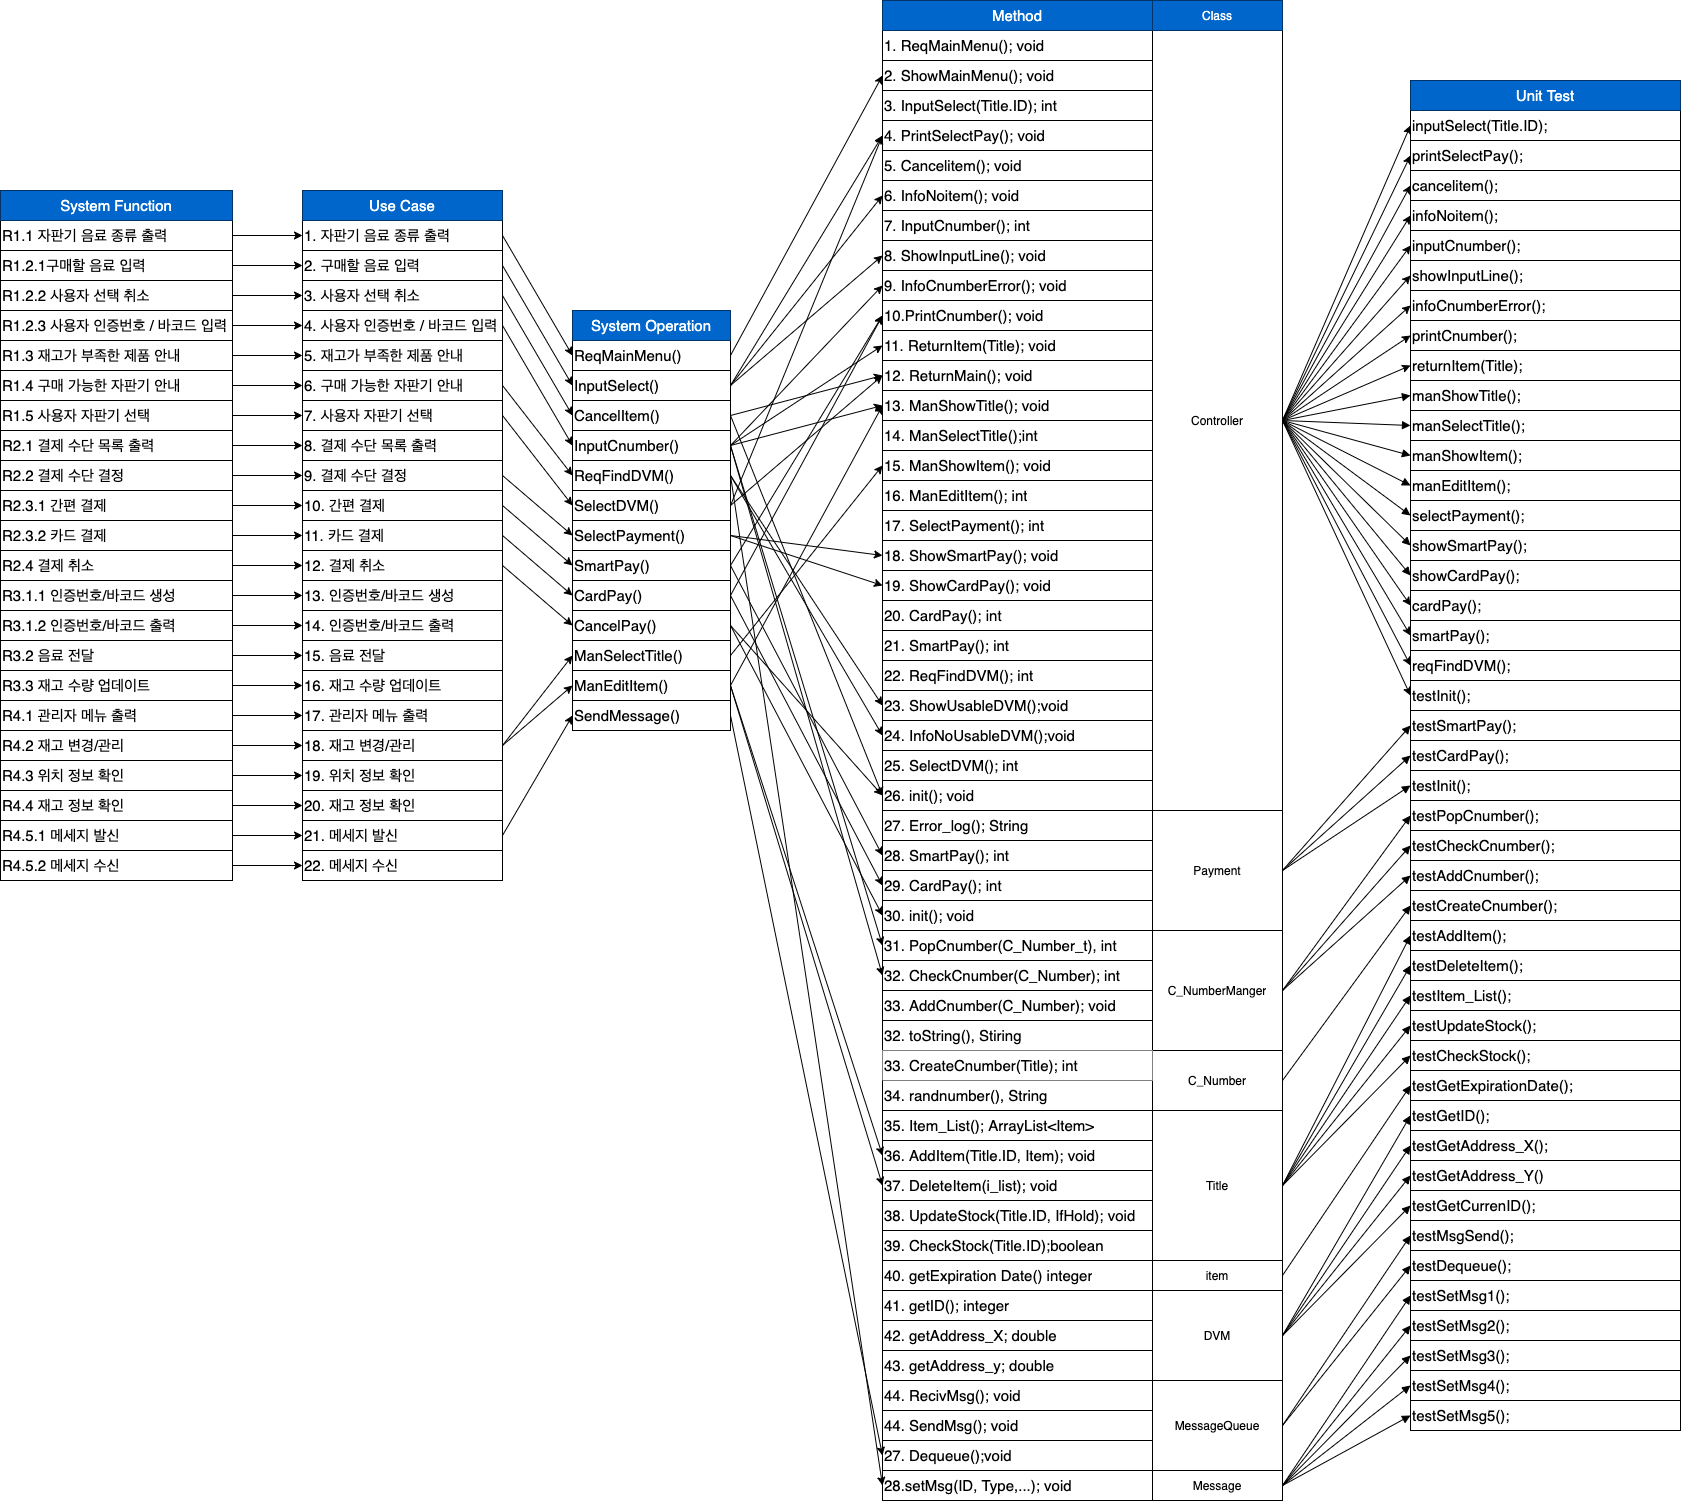 System Function
R1.1 자판기 음료 종류 출력
R1.2.1구매할 음료 입력
R1.2.2 사용자 선택 취소
R1.2.3 사용자 인증번호 / 바코드 입력
R1.3 재고가 부족한 제품 안내
R1.4 구매 가능한 자판기 안내
R1.5 사용자 자판기 선택
R2.1 결제 수단 목록 출력
R2.2 결제 수단 결정
R2.3.1 간편 결제
R2.3.2 카드 결제
R2.4 결제 취소
R3.1.1 인증번호/바코드 생성
R3.1.2 인증번호/바코드 출력
R3.2 음료 전달
R3.3 재고 수량 업데이트
R4.1 관리자 메뉴 출력
R4.2 재고 변경/관리
R4.3 위치 정보 확인
R4.4 재고 정보 확인
R4.5.1 메세지 발신
R4.5.2 메세지 수신
Use Case
1. 자판기 음료 종류 출력
2. 구매할 음료 입력
3. 사용자 선택 취소
4. 사용자 인증번호 / 바코드 입력
5. 재고가 부족한 제품 안내
6. 구매 가능한 자판기 안내
7. 사용자 자판기 선택
8. 결제 수단 목록 출력
9. 결제 수단 결정
10. 간편 결제
11. 카드 결제
12. 결제 취소
13. 인증번호/바코드 생성
14. 인증번호/바코드 출력
15. 음료 전달
16. 재고 수량 업데이트
17. 관리자 메뉴 출력
18. 재고 변경/관리
19. 위치 정보 확인
20. 재고 정보 확인
21. 메세지 발신
22. 메세지 수신
System Operation
ReqMainMenu()
InputSelect()
CancelItem()
InputCnumber()
ReqFindDVM()
SelectDVM()
SelectPayment()
SmartPay()
CardPay()
CancelPay()
ManSelectTitle()
ManEditItem()
SendMessage()
Method
1. ReqMainMenu(); void
2. ShowMainMenu(); void
3. InputSelect(Title.ID); int
4. PrintSelectPay(); void
5. Cancelitem(); void
6. InfoNoitem(); void
7. InputCnumber(); int
8. ShowInputLine(); void
9. InfoCnumberError(); void
10.PrintCnumber(); void
11. ReturnItem(Title); void
12. ReturnMain(); void
13. ManShowTitle(); void
14. ManSelectTitle();int
15. ManShowItem(); void
16. ManEditItem(); int
17. SelectPayment(); int
18. ShowSmartPay(); void
19. ShowCardPay(); void
20. CardPay(); int
21. SmartPay(); int
22. ReqFindDVM(); int
23. ShowUsableDVM();void
24. InfoNoUsableDVM();void
25. SelectDVM(); int
26. init(); void
27. Error_log(); String
28. SmartPay(); int
29. CardPay(); int
30. init(); void
31. PopCnumber(C_Number_t), int
32. CheckCnumber(C_Number); int
33. AddCnumber(C_Number); void
32. toString(), Stiring
33. CreateCnumber(Title); int
34. randnumber(), String
35. Item_List(); ArrayList<Item>
36. AddItem(Title.ID, Item); void
37. DeleteItem(i_list); void
38. UpdateStock(Title.ID, IfHold); void
39. CheckStock(Title.ID);boolean
40. getExpiration Date() integer
41. getID(); integer
42. getAddress_X; double
43. getAddress_y; double
44. RecivMsg(); void
44. SendMsg(); void
27. Dequeue();void
28.setMsg(ID, Type,...); void
Class
Controller
Payment
C_NumberManger
C_Number
Title
item
DVM
MessageQueue
Message
Unit Test
inputSelect(Title.ID);
printSelectPay();
cancelitem();
infoNoitem();
inputCnumber();
showInputLine();
infoCnumberError();
printCnumber();
returnItem(Title);
manShowTitle();
manSelectTitle();
manShowItem();
manEditItem();
selectPayment();
showSmartPay();
showCardPay();
cardPay();
smartPay();
reqFindDVM();
testInit();
testSmartPay();
testCardPay();
testInit();
testPopCnumber();
testCheckCnumber();
testAddCnumber();
testCreateCnumber();
testAddItem();
testDeleteItem();
testItem_List();
testUpdateStock();
testCheckStock();
testGetExpirationDate();
testGetID();
testGetAddress_X();
testGetAddress_Y()
testGetCurrenID();
testMsgSend();
testDequeue();
testSetMsg1();
testSetMsg2();
testSetMsg3();
testSetMsg4();
testSetMsg5();